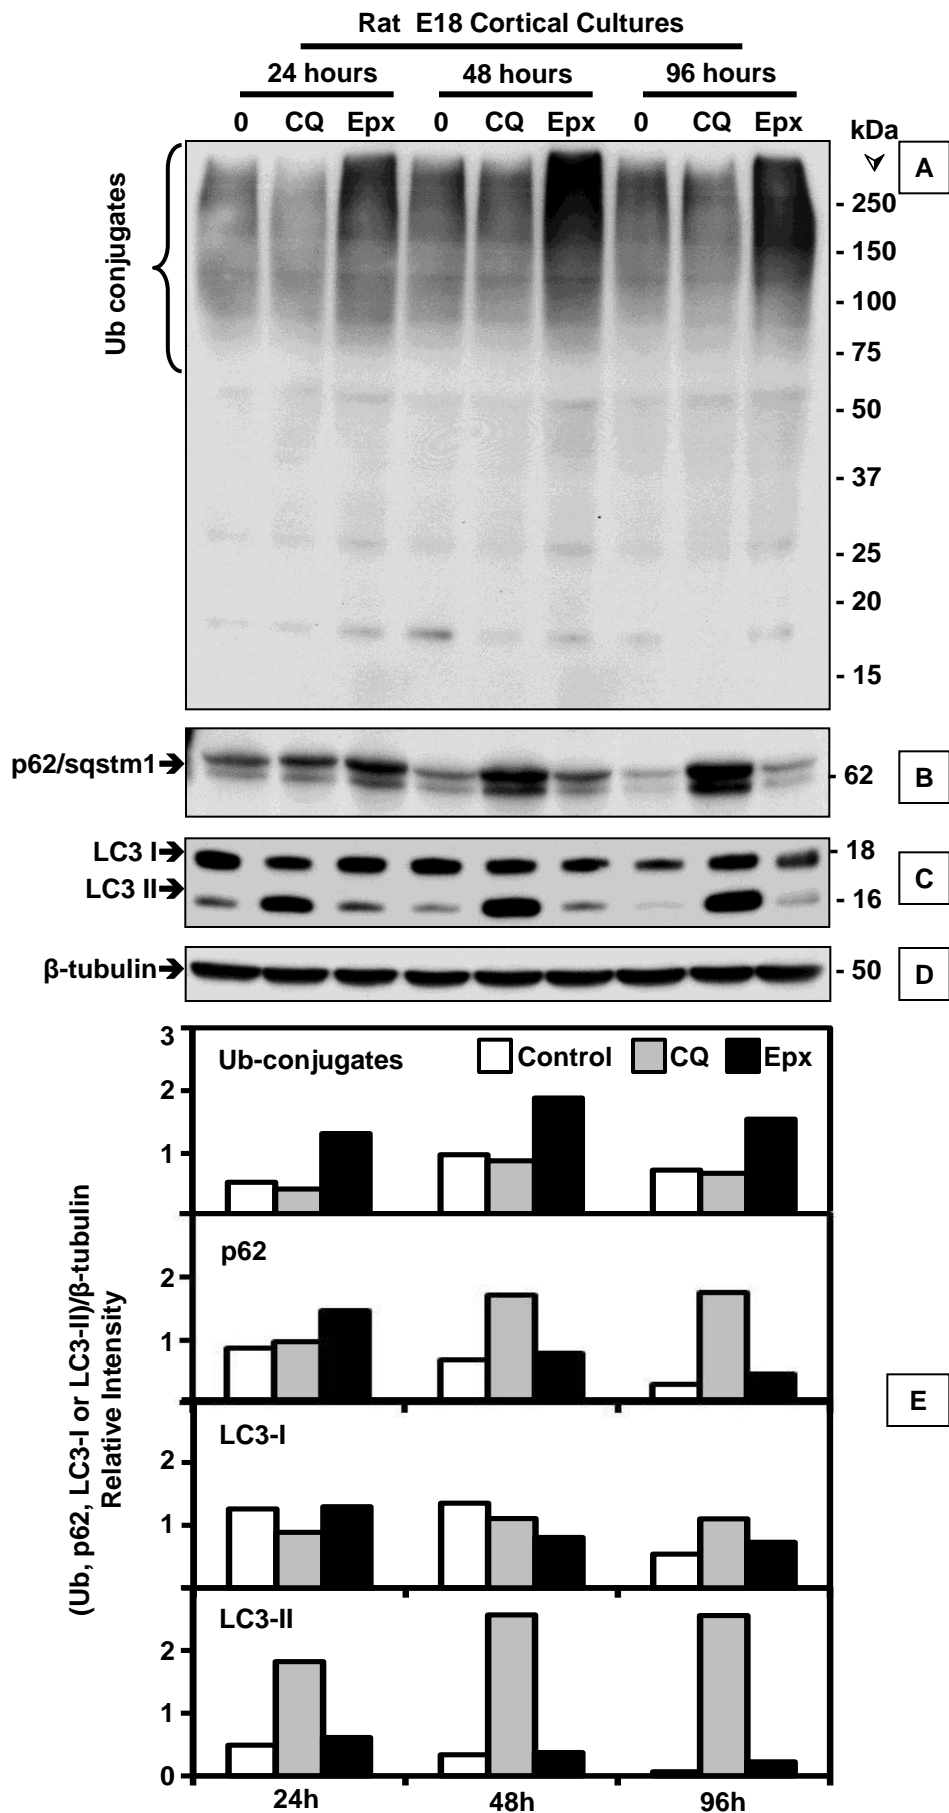 Rat E18 Cortical Cultures
24 hours 48 hours 96 hours
0 CQ Epx 0 CQ Epx 0 CQ Epx
kDa
A
Ub conjugates
- 250
- 150
- 100
- 75
- 50
- 37
- 25
- 20
- 15
p62/sqstm1
- 62
B
LC3 I
- 18
LC3 II
- 16
C
β-tubulin
- 50
D
3
Ub-conjugates Control CQ Epx
2
1
p62
2
1
LC3-I
2
1
LC3-II
2
1
0
(Ub, p62, LC3-I or LC3-II)/β-tubulin
Relative Intensity
E
24h 48h 96h